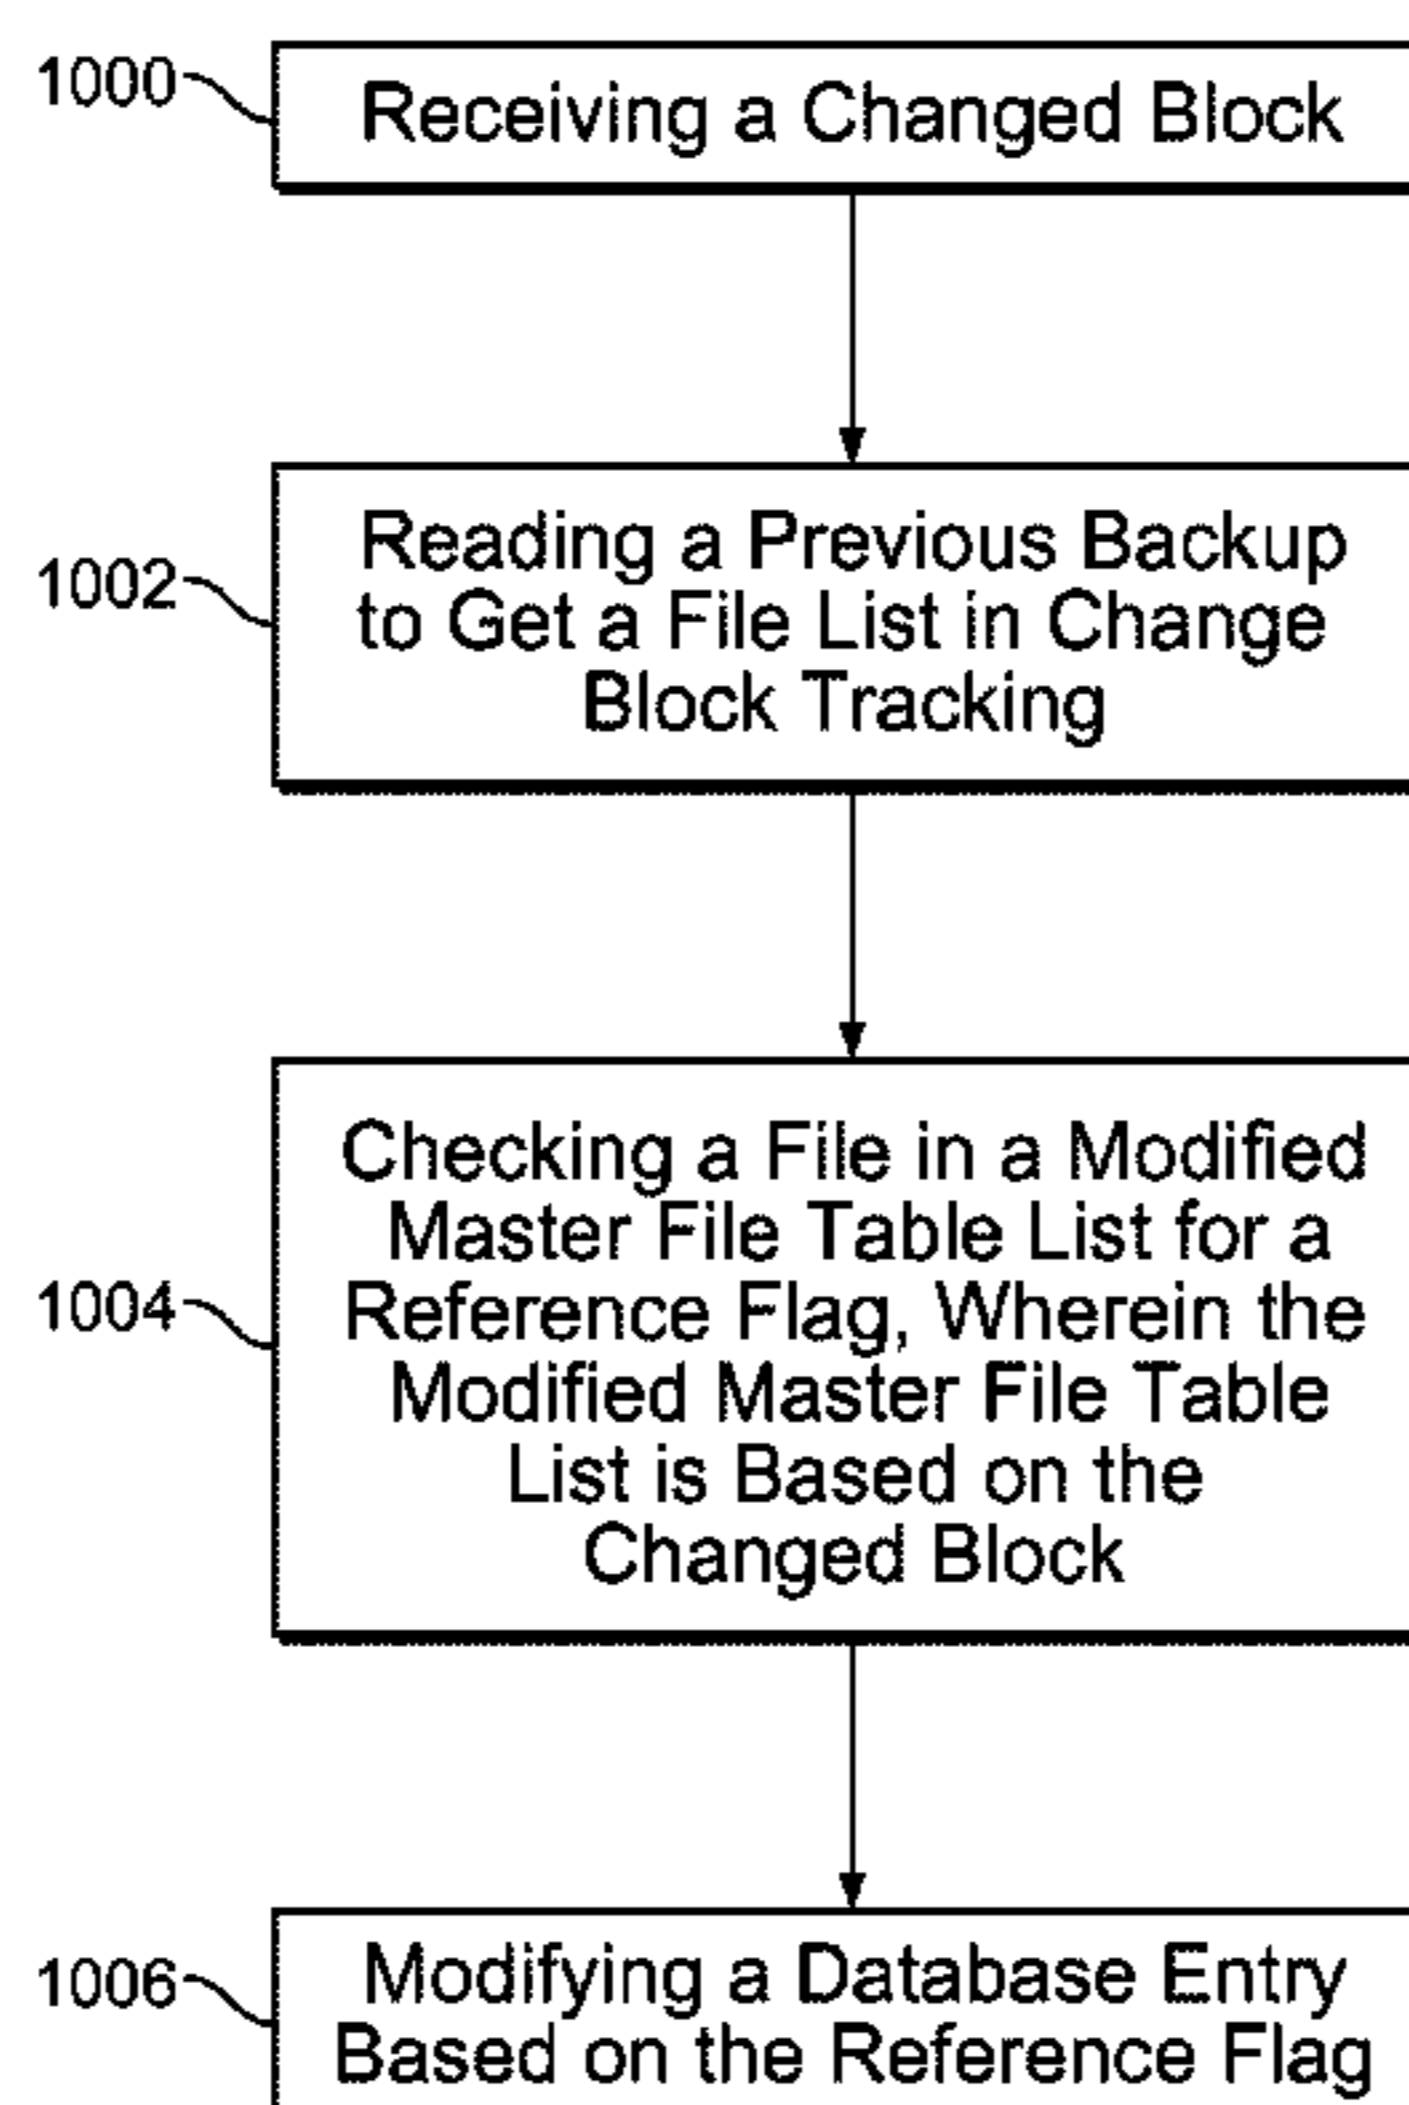 1000
Receiving a Changed Block
1002
Reading a Previous Backup
to Get a File List in Change
Block Tracking
1004
Checking a File in a Modified
Master File Table List for a
Reference Flag, Wherein the
Modified Master File Table
List is Based on the
Changed Block
1006
Modifying a Database Entry
Based on the Reference Flag